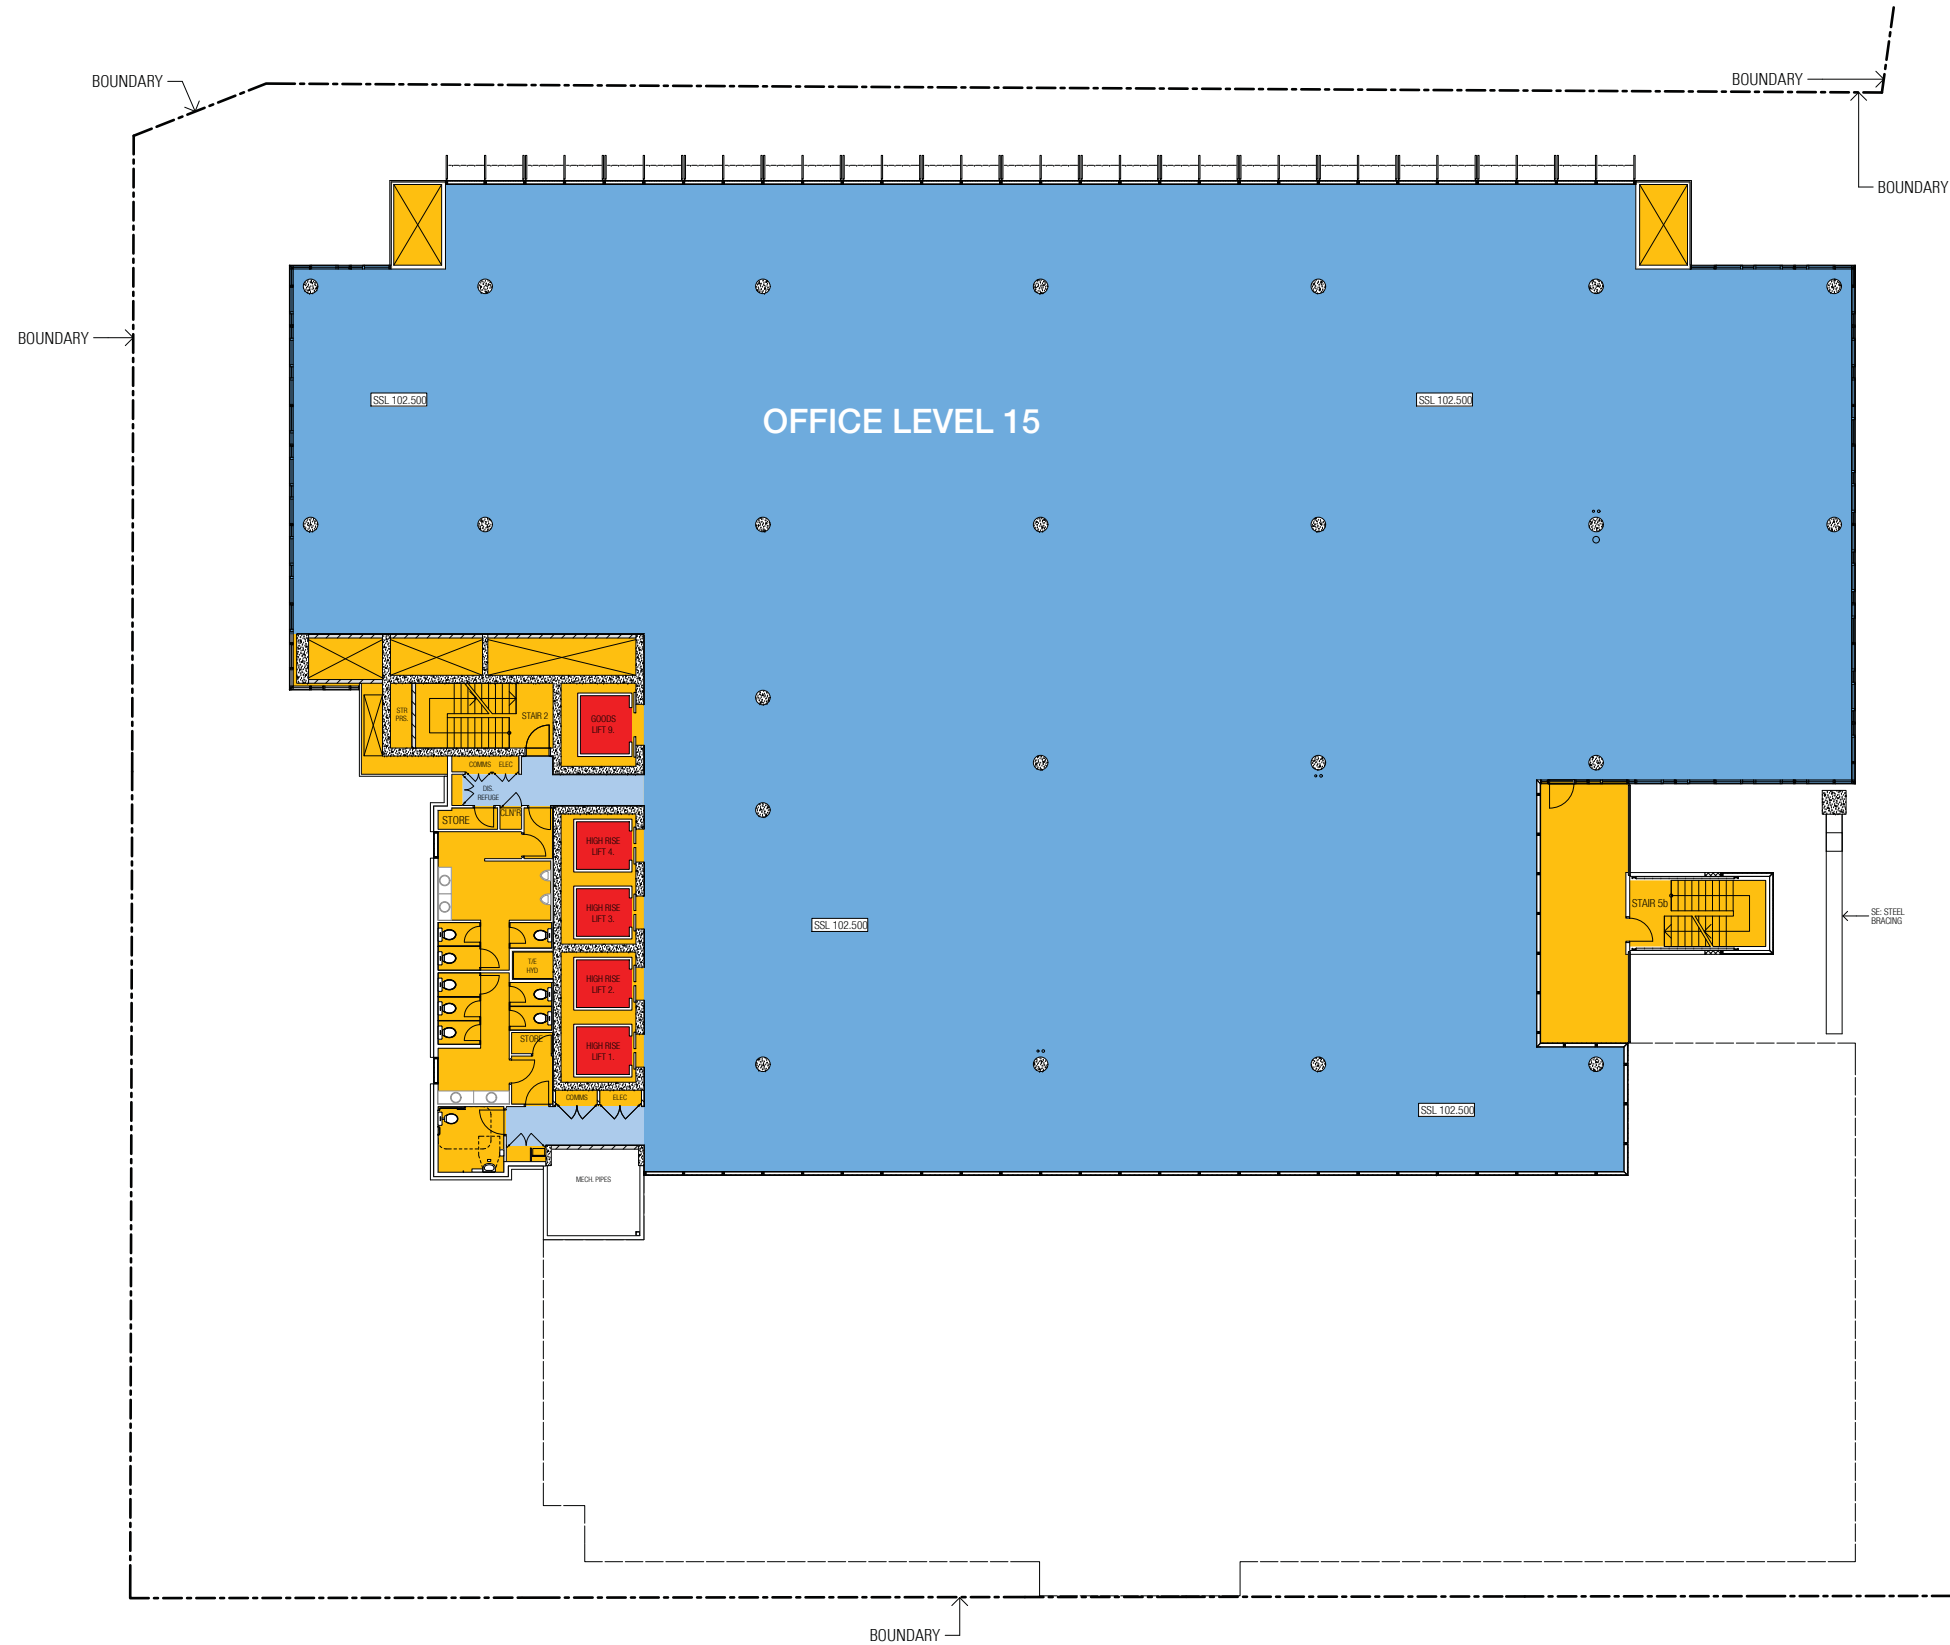 BOUNDARY
BOUNDARY
BOUNDARY
BOUNDARY
SSL 102.500
SSL 102.500
OFFICE LEVEL 15
STR
PRS.
STAIR 2
GOODS
LIFT 9.
COMMS
ELEC
DIS.
REFUGE
STORE
CLN'R
HIGH RISE
LIFT 4.
HIGH RISE
LIFT 3.
SSL 102.500
STAIR 5b
SE: STEEL
BRACING
T/E
HYD
HIGH RISE
LIFT 2.
STORE
HIGH RISE
LIFT 1.
COMMS
ELEC
SSL 102.500
MECH. PIPES
BOUNDARY